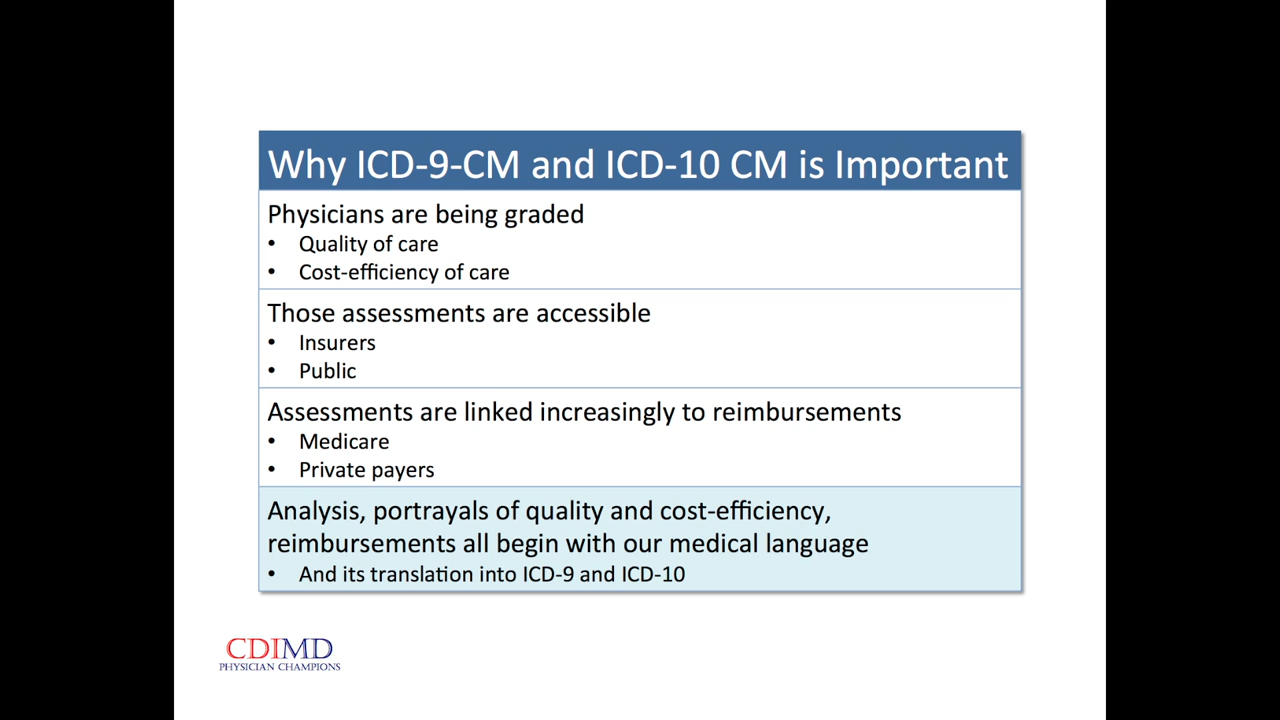 Why ICD-9-CM and ICD-10 CM is Important
Physicians are being graded
• Quality of care
• Cost-efficiency of care
Those assessments are accessible
• Insurers
• Public
Assessments are linked increasingly to reimbursements
• Medicare
• Private payers
Analysis, portrayals of quality and cost-efficiency,
reimbursements all begin with our medical language
• And its translation into ICD-9 and ICD-10
CDIMD
PHYSICIAN CHAMPIONS